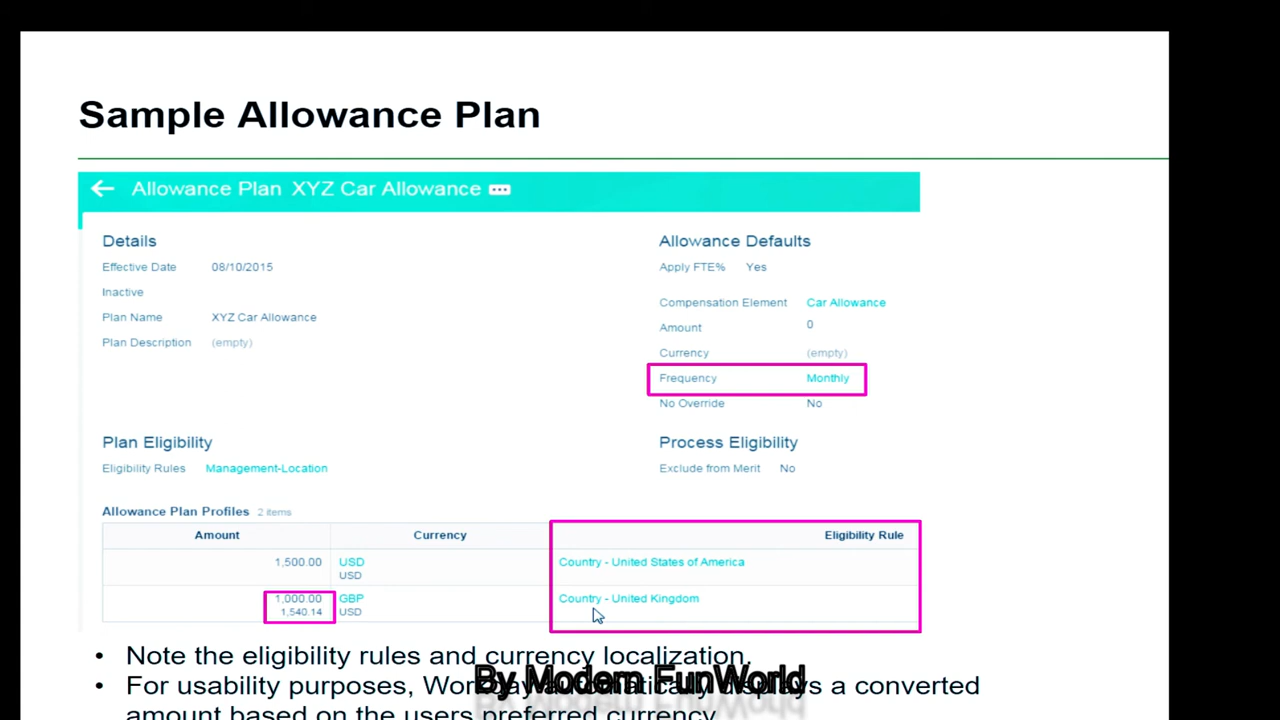 Sample Allowance Plan
Allowance Plan XYZ Car Allowance
Details
Effective Date 08/10/2015
Inactive
Plan Name XYZ Car Allowance
Plan Description (empty)
Allowance Defaults
Apply FTE% Yes
Compensation Element Car Allowance
Amount 0
Currency (empty)
Frequency Monthly
No Override No
Plan Eligibility
Eligibility Rules Management-Location
Process Eligibility
Exclude from Merit No
Allowance Plan Profiles 2 items
Amount Currency Eligibility Rule
1,500.00 USD Country - United States of America
USD
1,000.00 GBP Country - United Kingdom
1,540.14 USD
• Note the eligibility rules and currency localization.
• For usability purposes, Workday automatically displays a converted
amount based on the users preferred currency.
By Modern FunWorld